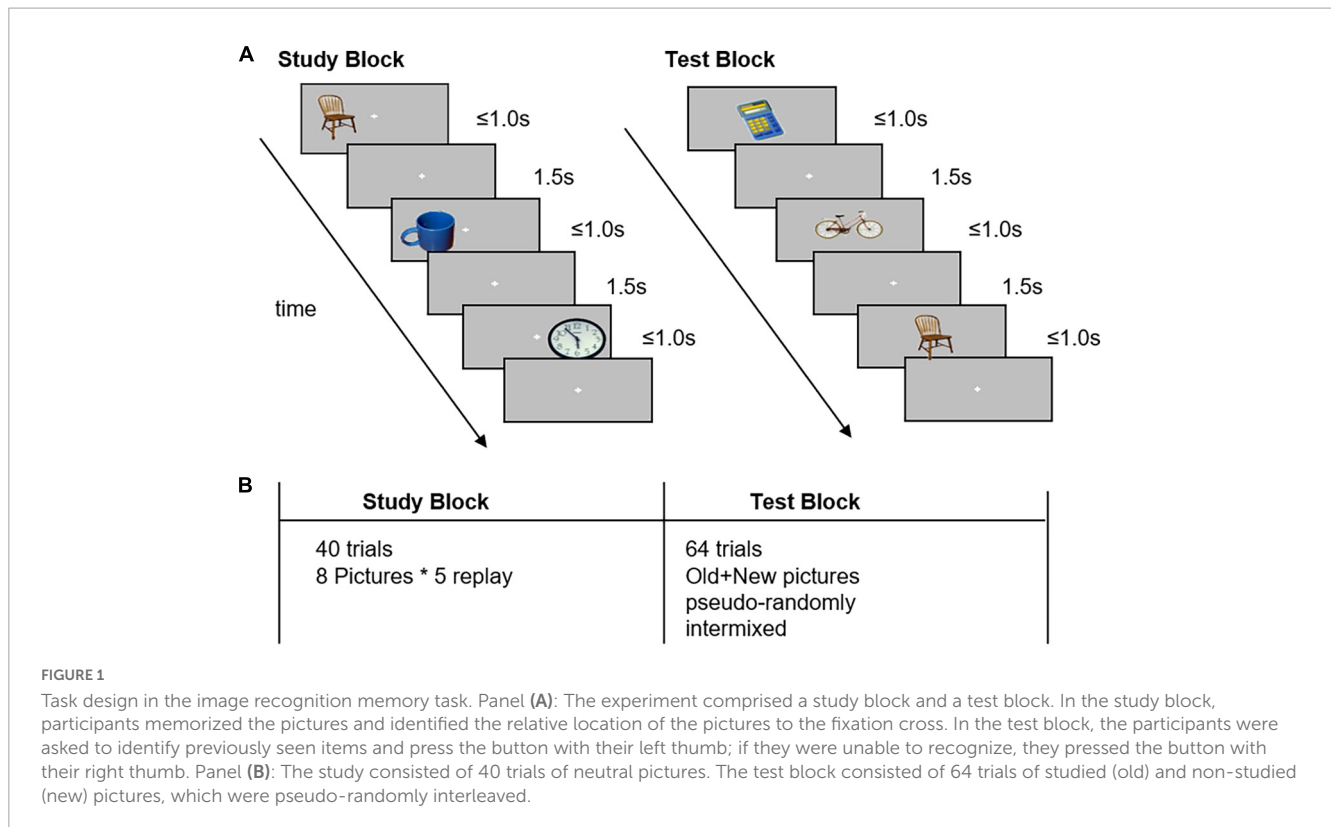 A Study Block
Test Block
≤1.0s
1.5s
≤1.0s
1.5s
≤1.0s
time
≤1.0s
1.5s
≤1.0s
1.5s
≤1.0s
B
Study Block
Test Block
40 trials
8 Pictures * 5 replay
64 trials
Old+New pictures
pseudo-randomly
intermixed
FIGURE 1
Task design in the image recognition memory task. Panel (A): The experiment comprised a study block and a test block. In the study block,
participants memorized the pictures and identified the relative location of the pictures to the fixation cross. In the test block, the participants were
asked to identify previously seen items and press the button with their left thumb; if they were unable to recognize, they pressed the button with
their right thumb. Panel (B): The study consisted of 40 trials of neutral pictures. The test block consisted of 64 trials of studied (old) and non-studied
(new) pictures, which were pseudo-randomly interleaved.